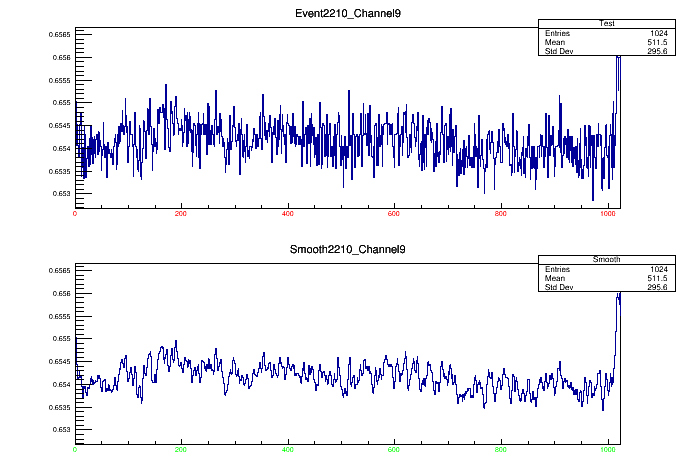 Event2210_Channel9
Test
Entries 1024
Mean 511.5
Std Dev 295.6
0.6565
0.656
0.6555
0.655
0.6545
0.654
0.6535
0.653
0 200 400 600 800 1000
Smooth2210_Channel9
Smooth
Entries 1024
Mean 511.5
Std Dev 295.6
0.6565
0.656
0.6555
0.655
0.6545
0.654
0.6535
0.653
0 200 400 600 800 1000